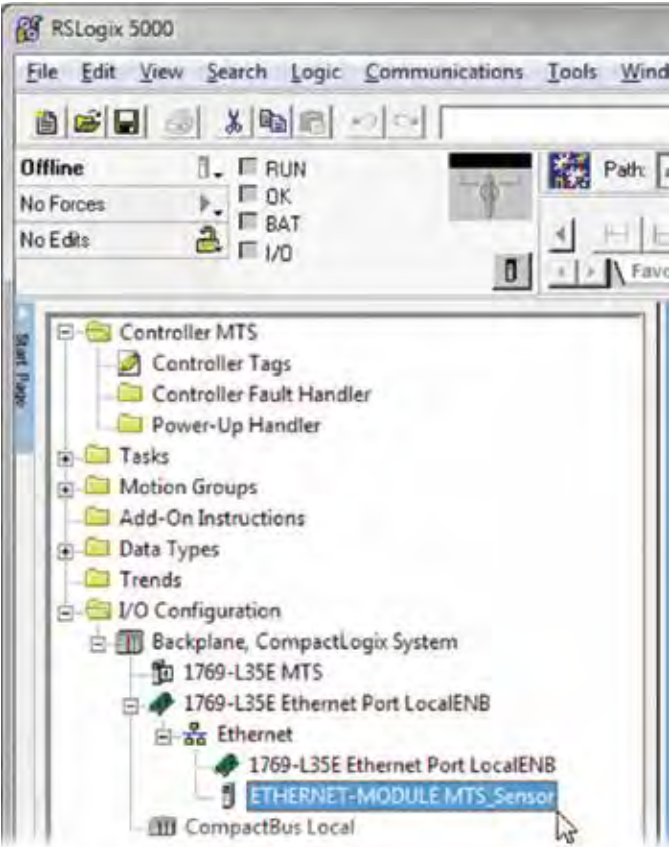 RSLogix 5000
File Edit View Search Logic Communications Tools Wind
Offline RUN Path:
No Forces OK
BAT
No Edits I/O
Favo
Start Page
Controller MTS
Controller Tags
Controller Fault Handler
Power-Up Handler
Tasks
Motion Groups
Add-On Instructions
Data Types
Trends
I/O Configuration
Backplane, CompactLogix System
1769-L35E MTS
1769-L35E Ethernet Port LocalENB
Ethernet
1769-L35E Ethernet Port LocalENB
ETHERNET-MODULE MTS_Sensor
CompactBus Local